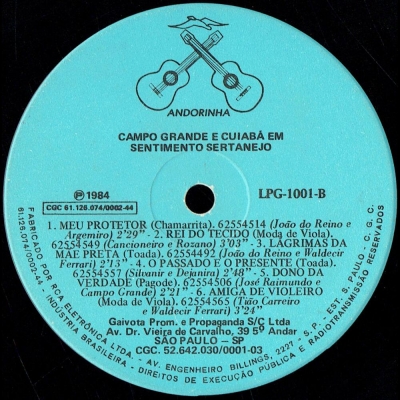 ANDORINHA
CAMPO GRANDE E CUIABÁ EM
SENTIMENTO SERTANEJO
Ⓟ 1984
CGC 61.126.074/0002-44
LPG-1001-B
1. MEU PROTETOR (Chamarrita). 62554514 (João do Reino e
Argemiro) 2'29" - 2. REI DO TECIDO (Moda de Viola).
62554549 (Cancioneiro e Rozano) 3'03" - 3. LÁGRIMAS DA
MAE PRETA (Toada). 62554492 (João do Reino e Waldecir
Ferrari) 2'13" - 4. O PASSADO E O PRESENTE (Toada).
62554557 (Silvanir e Dejanira) 2'48" - 5. DONO DA
VERDADE (Pagode). 62554506 (José Raimundo e
Campo Grande) 2'21" - 6. AMIGA DE VIOLEIRO
(Moda de Viola). 62554565 (Tião Carreiro
e Waldecir Ferrari) 3'24"
Gaivota Prom. e Propaganda S/C Ltda
Av. Dr. Vieira de Carvalho, 39 5º Andar
SÃO PAULO - SP
CGC. 52.642.030/0001-03
FABRICADO POR RCA ELETRÔNICA LTDA. - AV. ENGENHEIRO BILLINGS, 2227 - S.P. - EST. S. PAULO - C.G.C.
61.126.074/0002-44 - INDÚSTRIA BRASILEIRA - DIREITOS DE EXECUÇÃO PÚBLICA E RADIOTRANSMISSÃO RESERVADOS